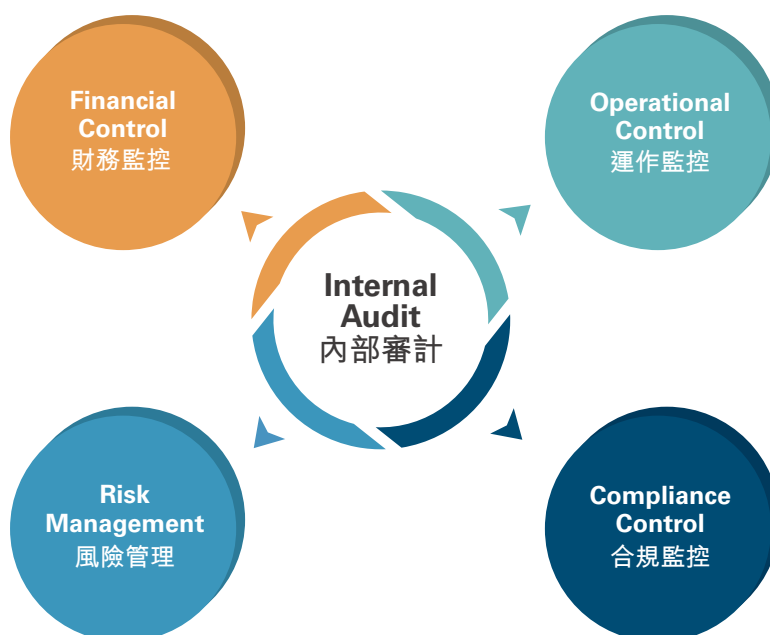 Financial
Control
財務監控
Operational
Control
運作監控
Internal
Audit
內部審計
Risk
Management
風險管理
Compliance
Control
合規監控